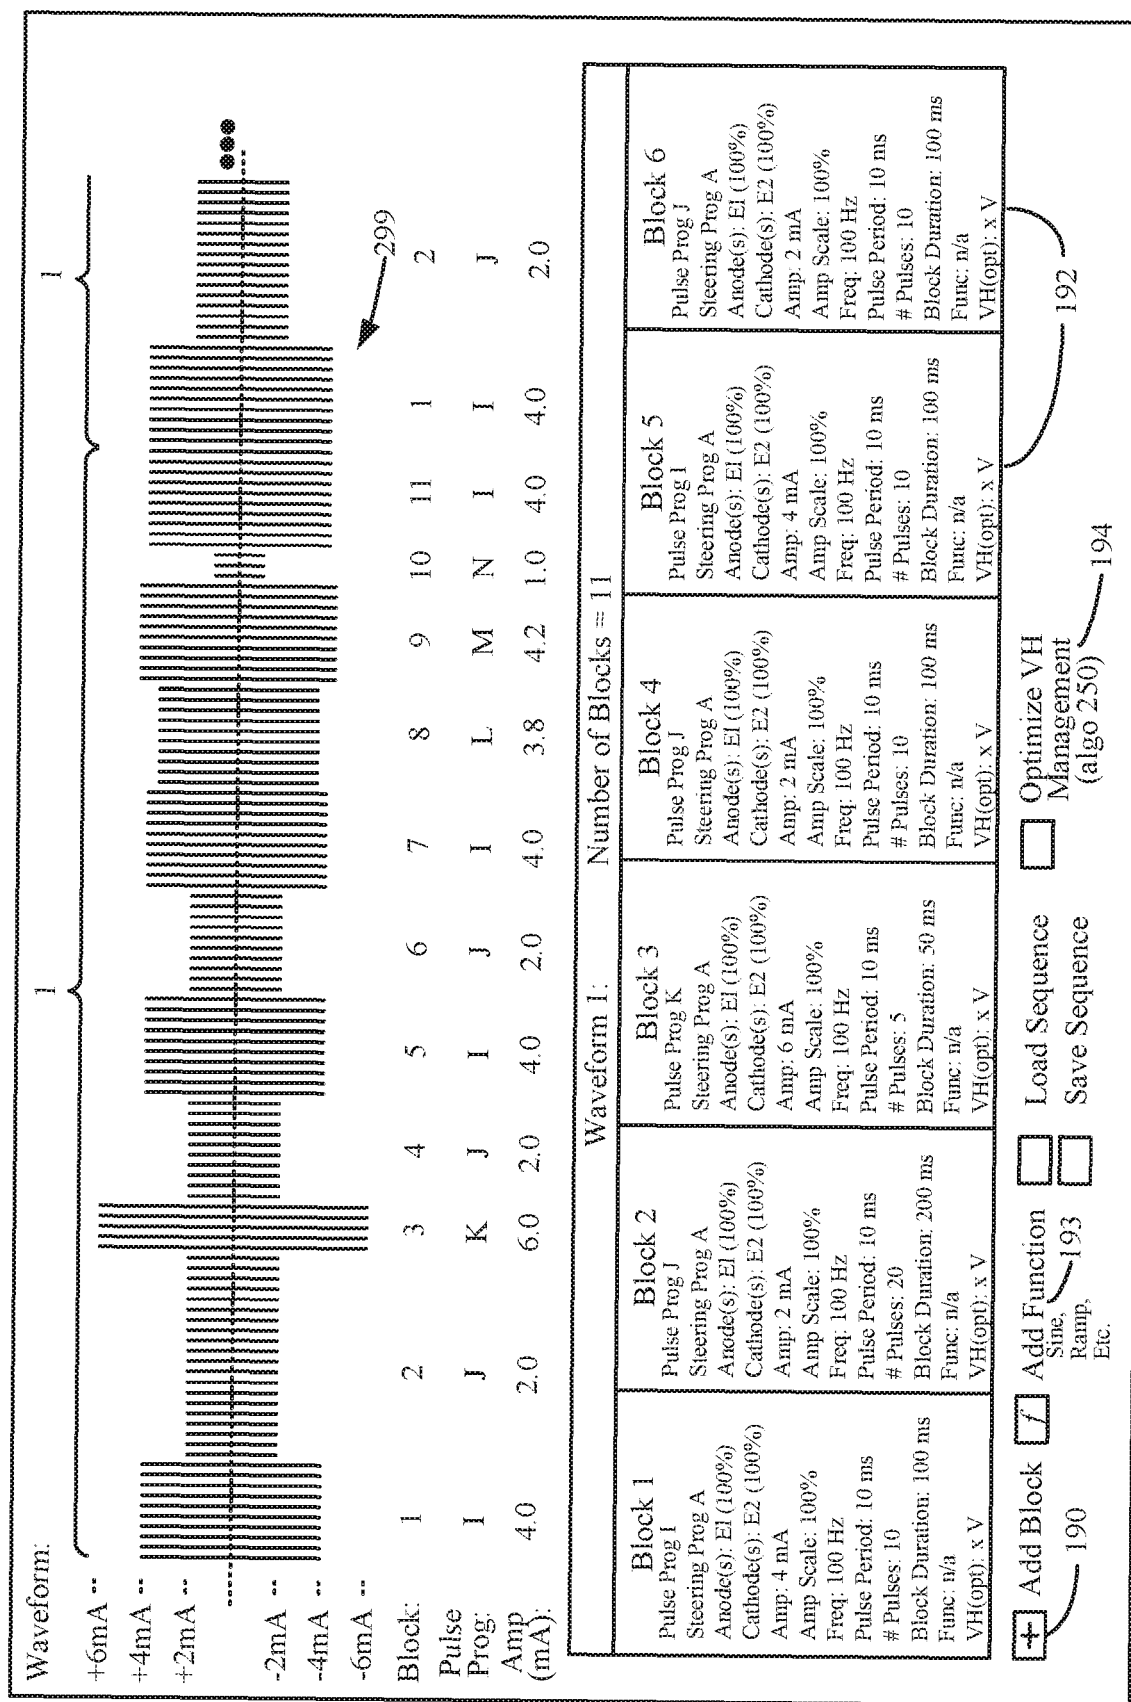 Waveform: 1 1
+6mA
+4mA
+2mA
-2mA
-4mA
-6mA
299
Block: 1 2 3 4 5 6 7 8 9 10 11 1 2
Pulse
Prog: I J K J I J I L M N I I J
Amp
(mA): 4.0 2.0 6.0 2.0 4.0 2.0 4.0 3.8 4.2 1.0 4.0 4.0 2.0
Waveform 1: Number of Blocks = 11
Block 1
Pulse Prog I
Steering Prog A
Anode(s): E1 (100%)
Cathode(s): E2 (100%)
Amp: 4 mA
Amp Scale: 100%
Freq: 100 Hz
Pulse Period: 10 ms
# Pulses: 10
Block Duration: 100 ms
Func: n/a
VH(opt): x V
Block 2
Pulse Prog J
Steering Prog A
Anode(s): E1 (100%)
Cathode(s): E2 (100%)
Amp: 2 mA
Amp Scale: 100%
Freq: 100 Hz
Pulse Period: 10 ms
# Pulses: 20
Block Duration: 200 ms
Func: n/a
VH(opt): x V
Block 3
Pulse Prog K
Steering Prog A
Anode(s): E1 (100%)
Cathode(s): E2 (100%)
Amp: 6 mA
Amp Scale: 100%
Freq: 100 Hz
Pulse Period: 10 ms
# Pulses: 5
Block Duration: 50 ms
Func: n/a
VH(opt): x V
Block 4
Pulse Prog J
Steering Prog A
Anode(s): E1 (100%)
Cathode(s): E2 (100%)
Amp: 2 mA
Amp Scale: 100%
Freq: 100 Hz
Pulse Period: 10 ms
# Pulses: 10
Block Duration: 100 ms
Func: n/a
VH(opt): x V
Block 5
Pulse Prog I
Steering Prog A
Anode(s): E1 (100%)
Cathode(s): E2 (100%)
Amp: 4 mA
Amp Scale: 100%
Freq: 100 Hz
Pulse Period: 10 ms
# Pulses: 10
Block Duration: 100 ms
Func: n/a
VH(opt): x V
Block 6
Pulse Prog J
Steering Prog A
Anode(s): E1 (100%)
Cathode(s): E2 (100%)
Amp: 2 mA
Amp Scale: 100%
Freq: 100 Hz
Pulse Period: 10 ms
# Pulses: 10
Block Duration: 100 ms
Func: n/a
VH(opt): x V
192
+ Add Block
190
f Add Function
Sine,
Ramp,
Etc.
193
Load Sequence
Save Sequence
Optimize VH
Management
(algo 250)
194